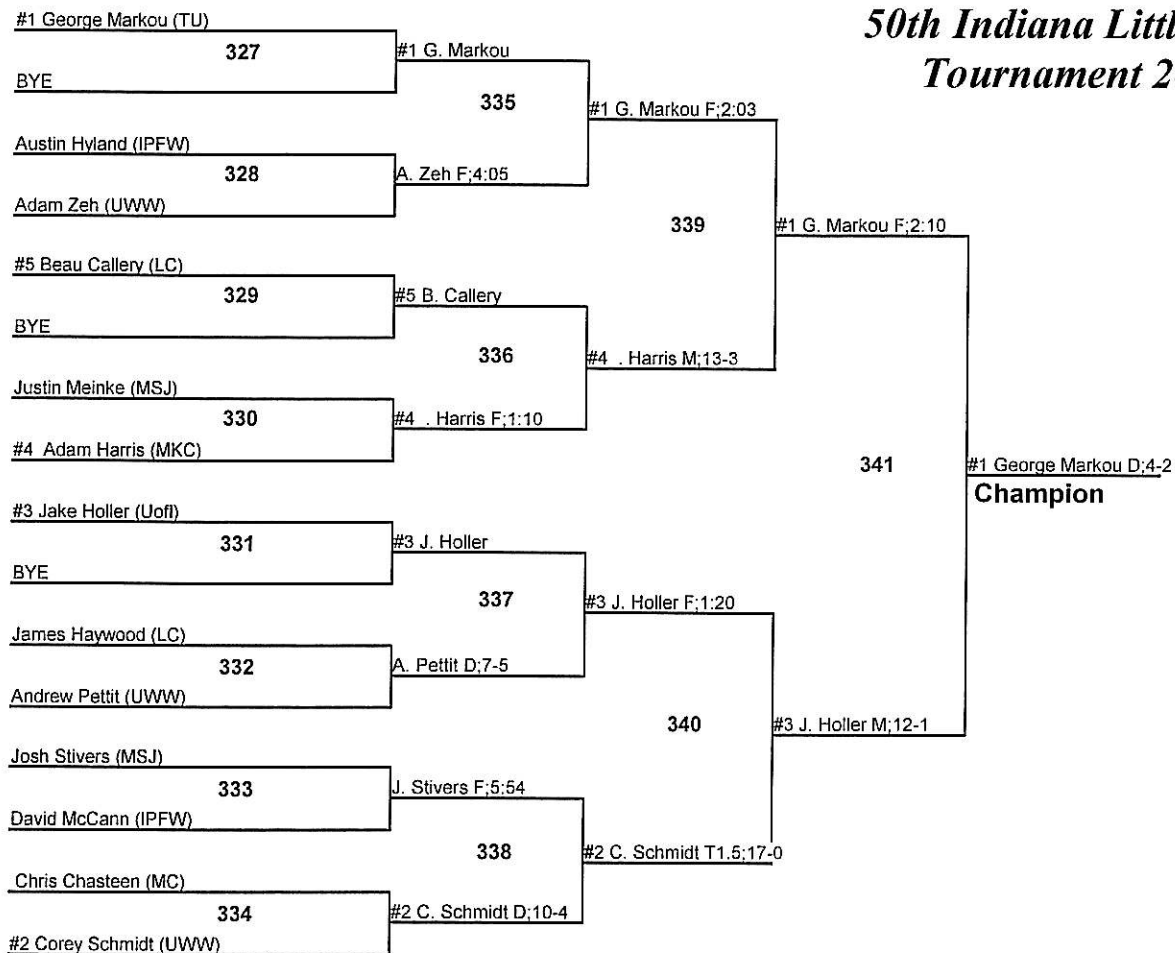 50th Indiana Littl
Tournament 2
#1 George Markou (TU)
327
BYE
#1 G. Markou
335
Austin Hyland (IPFW)
328
Adam Zeh (UWW)
A. Zeh F;4:05
#1 G. Markou F;2:03
339
#5 Beau Callery (LC)
329
BYE
#5 B. Callery
336
Justin Meinke (MSJ)
330
#4 Adam Harris (MKC)
#4 . Harris F;1:10
#4 . Harris M;13-3
#1 G. Markou F;2:10
341
#3 Jake Holler (UofI)
331
BYE
#3 J. Holler
337
James Haywood (LC)
332
Andrew Pettit (UWW)
A. Pettit D;7-5
#3 J. Holler F;1:20
340
Josh Stivers (MSJ)
333
David McCann (IPFW)
J. Stivers F;5:54
338
Chris Chasteen (MC)
334
#2 Corey Schmidt (UWW)
#2 C. Schmidt D;10-4
#2 C. Schmidt T1.5;17-0
#3 J. Holler M;12-1
#1 George Markou D;4-2
Champion